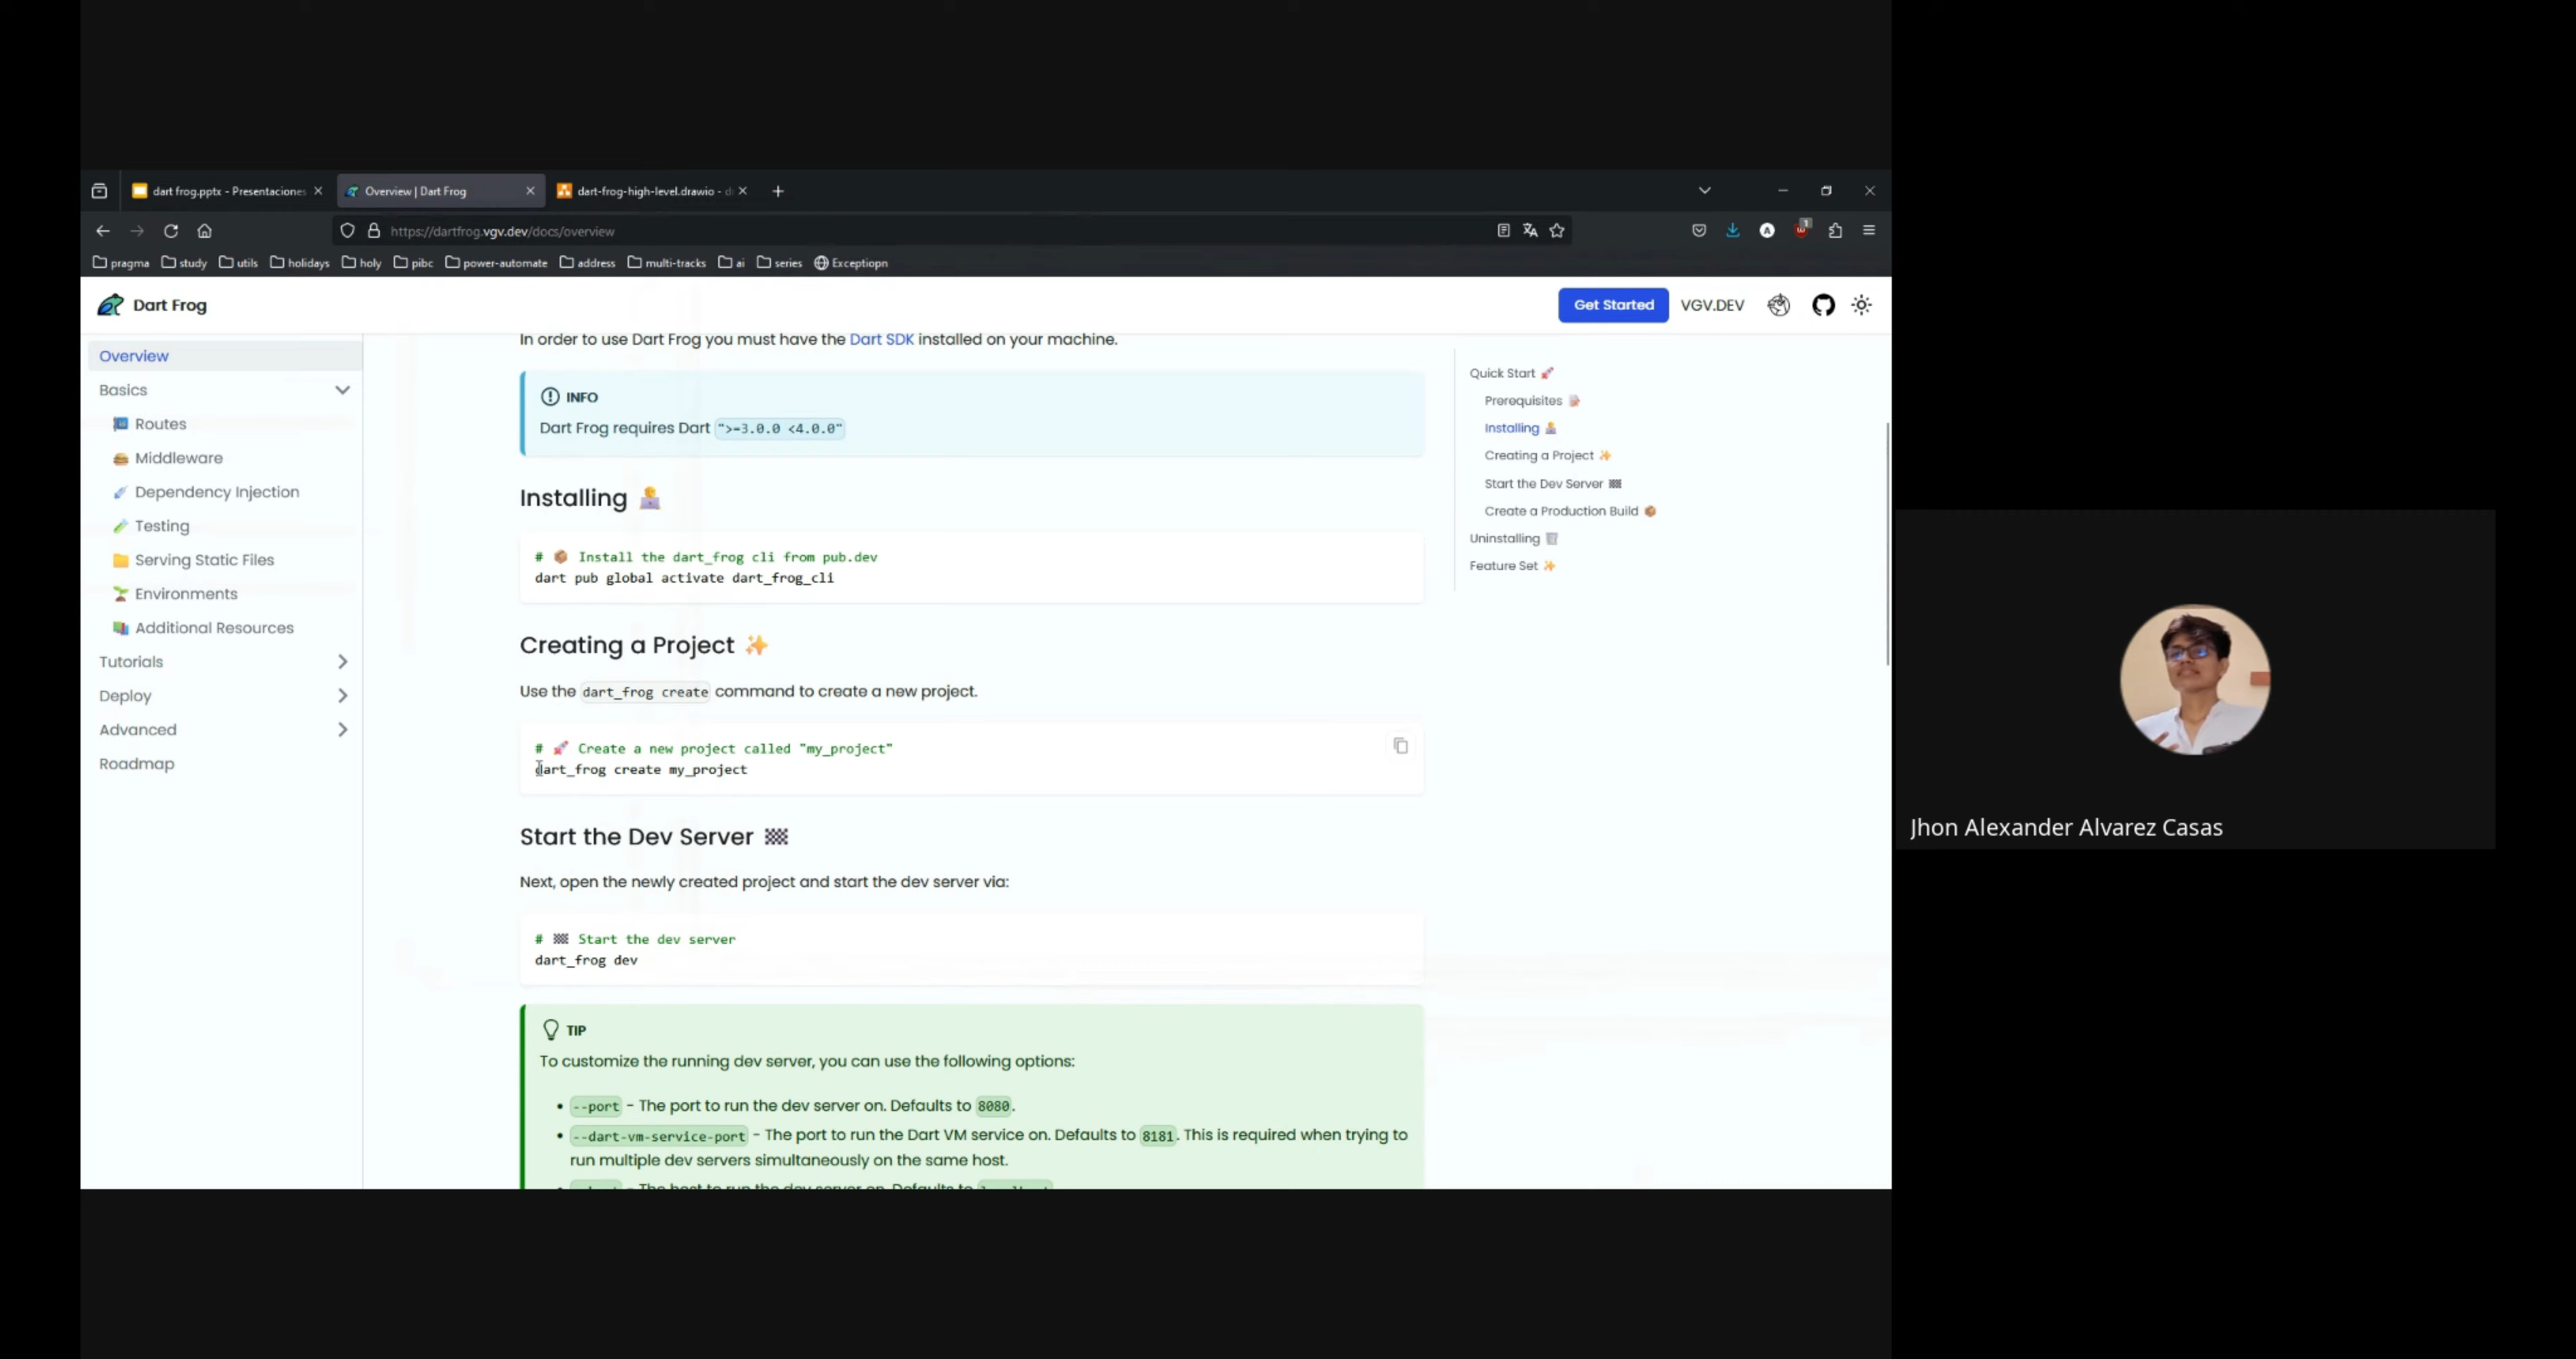 dart frog.pptx - Presentaciones
Overview | Dart Frog
dart-frog-high-level.drawio - d
https://dartfrog.vgv.dev/docs/overview
1
pragma
study
utils
holidays
holy
pibc
power-automate
address
multi-tracks
ai
series
Exceptiopn
Dart Frog
Get Started
VGV.DEV
Overview
Basics
Routes
Middleware
Dependency Injection
Testing
Serving Static Files
Environments
Additional Resources
Tutorials
Deploy
Advanced
Roadmap
In order to use Dart Frog you must have the Dart SDK installed on your machine.
INFO
Dart Frog requires Dart ">=3.0.0 <4.0.0"
Installing
# 📦 Install the dart_frog cli from pub.dev
dart pub global activate dart_frog_cli
Creating a Project ✨
Use the dart_frog create command to create a new project.
# 🚀 Create a new project called "my_project"
dart_frog create my_project
Start the Dev Server 🏁
Next, open the newly created project and start the dev server via:
# 🏁 Start the dev server
dart_frog dev
TIP
To customize the running dev server, you can use the following options:
• --port - The port to run the dev server on. Defaults to 8080.
• --dart-vm-service-port - The port to run the Dart VM service on. Defaults to 8181. This is required when trying to
run multiple dev servers simultaneously on the same host.
The host to run the dev server on. Defaults to
Quick Start 🚀
Prerequisites 📝
Installing
Creating a Project ✨
Start the Dev Server 🏁
Create a Production Build 📦
Uninstalling
Feature Set ✨
Jhon Alexander Alvarez Casas